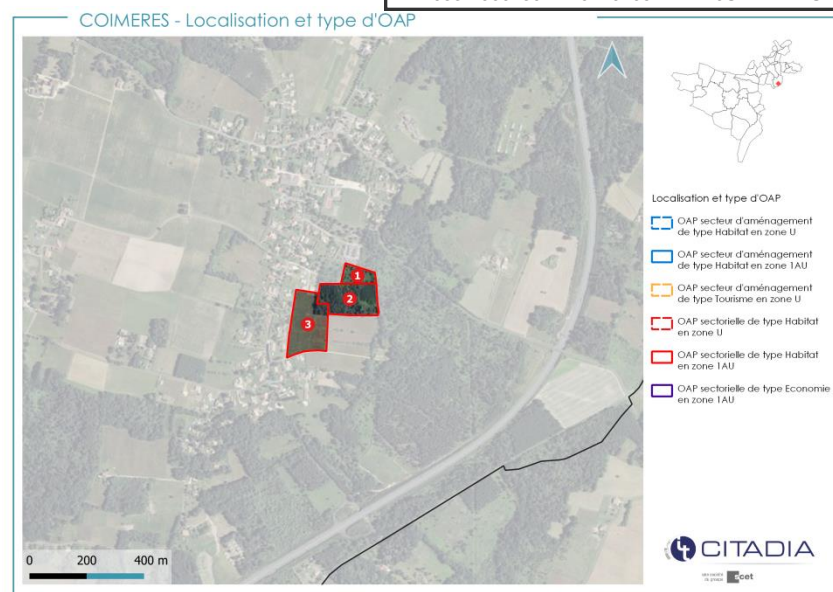 COIMERES - Localisation et type d'OAP
1
2
3
0 200 400 m
Localisation et type d'OAP
OAP secteur d'aménagement
de type Habitat en zone U
OAP secteur d'aménagement
de type Habitat en zone 1AU
OAP secteur d'aménagement
de type Tourisme en zone U
OAP sectorielle de type Habitat
en zone U
OAP sectorielle de type Habitat
en zone 1AU
OAP sectorielle de type Economie
en zone 1AU
CITADIA